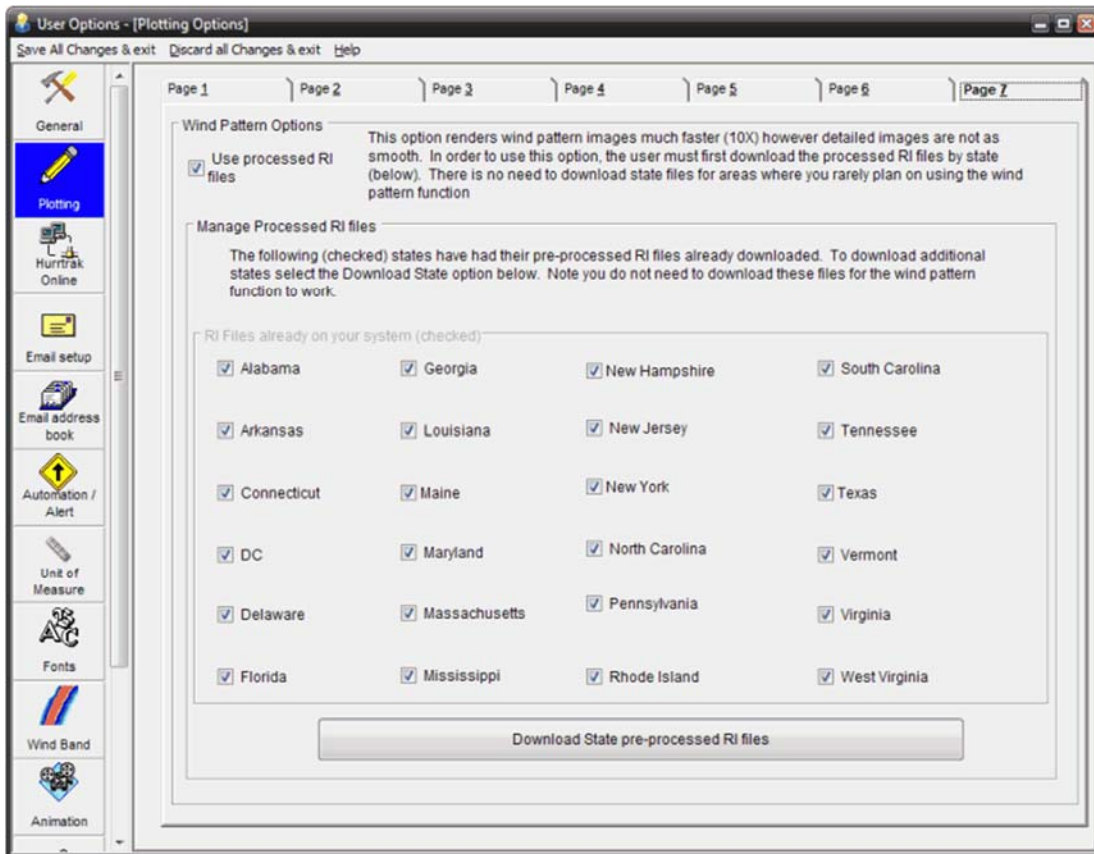 User Options - [Plotting Options]
Save All Changes & exit Discard all Changes & exit Help
General
Plotting
Hurrtrak
Online
Email setup
Email address
book
Automation /
Alert
Unit of
Measure
Fonts
Wind Band
Animation
Page 1 Page 2 Page 3 Page 4 Page 5 Page 6 Page 7
Wind Pattern Options
Use processed RI
files
This option renders wind pattern images much faster (10X) however detailed images are not as
smooth. In order to use this option, the user must first download the processed RI files by state
(below). There is no need to download state files for areas where you rarely plan on using the wind
pattern function
Manage Processed RI files
The following (checked) states have had their pre-processed RI files already downloaded. To download additional
states select the Download State option below. Note you do not need to download these files for the wind pattern
function to work.
RI Files already on your system (checked)
Alabama Georgia New Hampshire South Carolina
Arkansas Louisiana New Jersey Tennessee
Connecticut Maine New York Texas
DC Maryland North Carolina Vermont
Delaware Massachusetts Pennsylvania Virginia
Florida Mississippi Rhode Island West Virginia
Download State pre-processed RI files